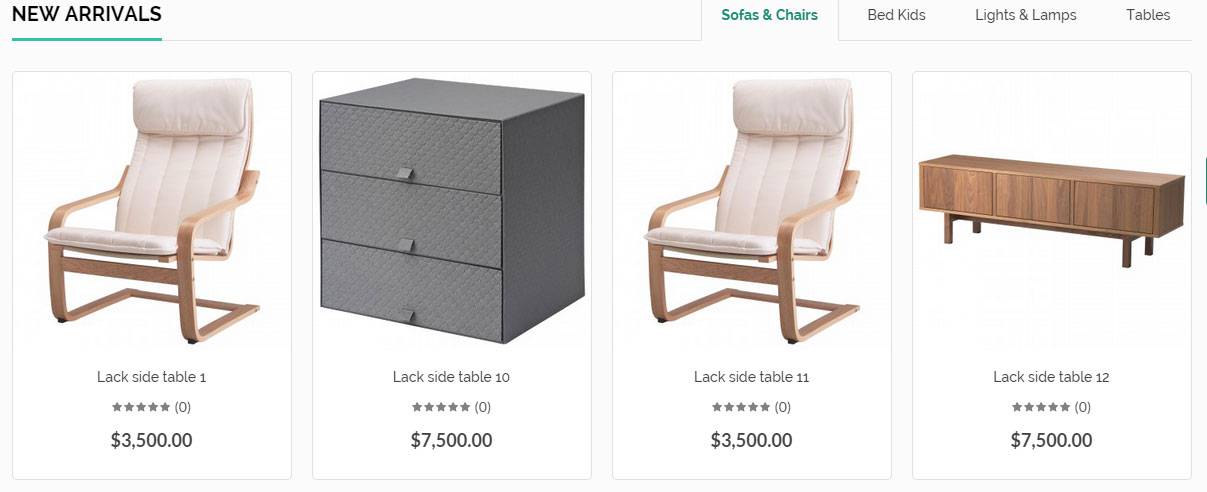 NEW ARRIVALS
Sofas & Chairs
Bed Kids
Lights & Lamps
Tables
Lack side table 1
(0)
$3,500.00
Lack side table 10
(0)
$7,500.00
Lack side table 11
(0)
$3,500.00
Lack side table 12
(0)
$7,500.00